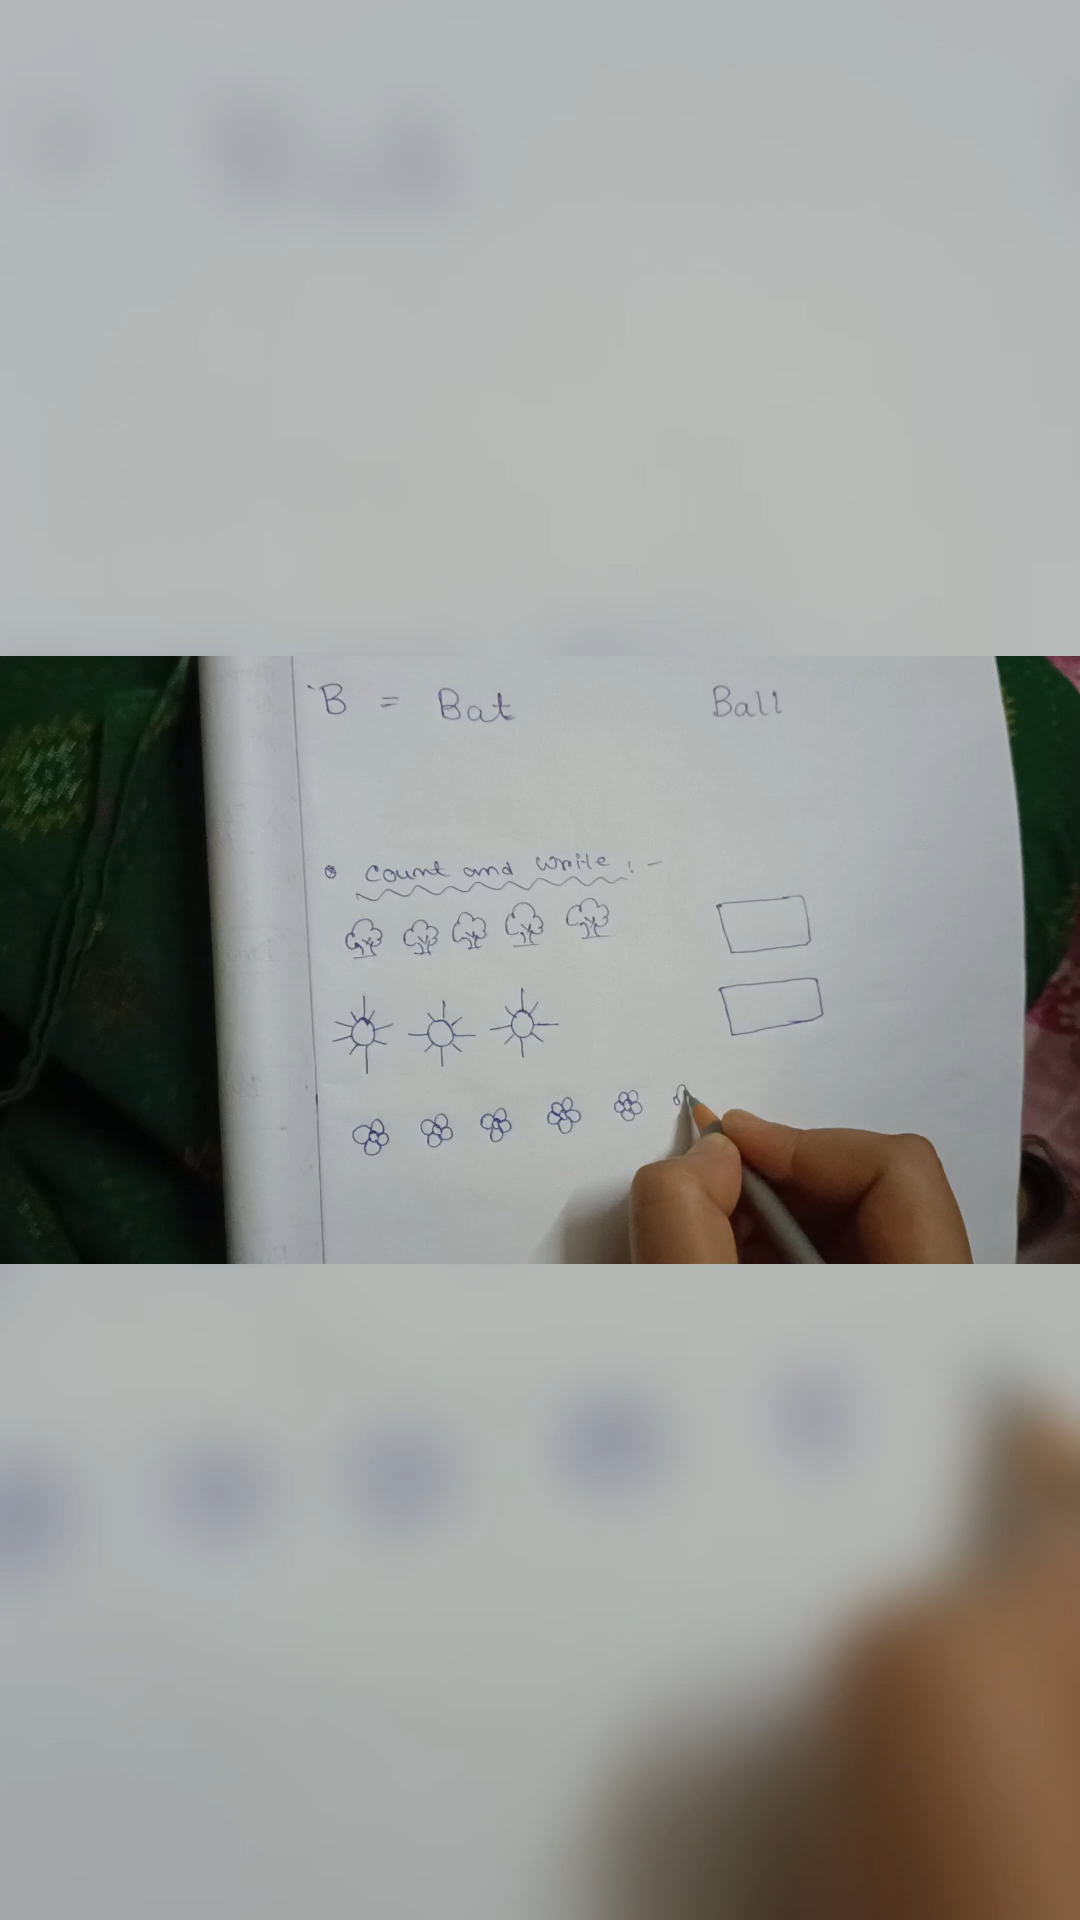 B = Bat Ball
• Count and Write :-